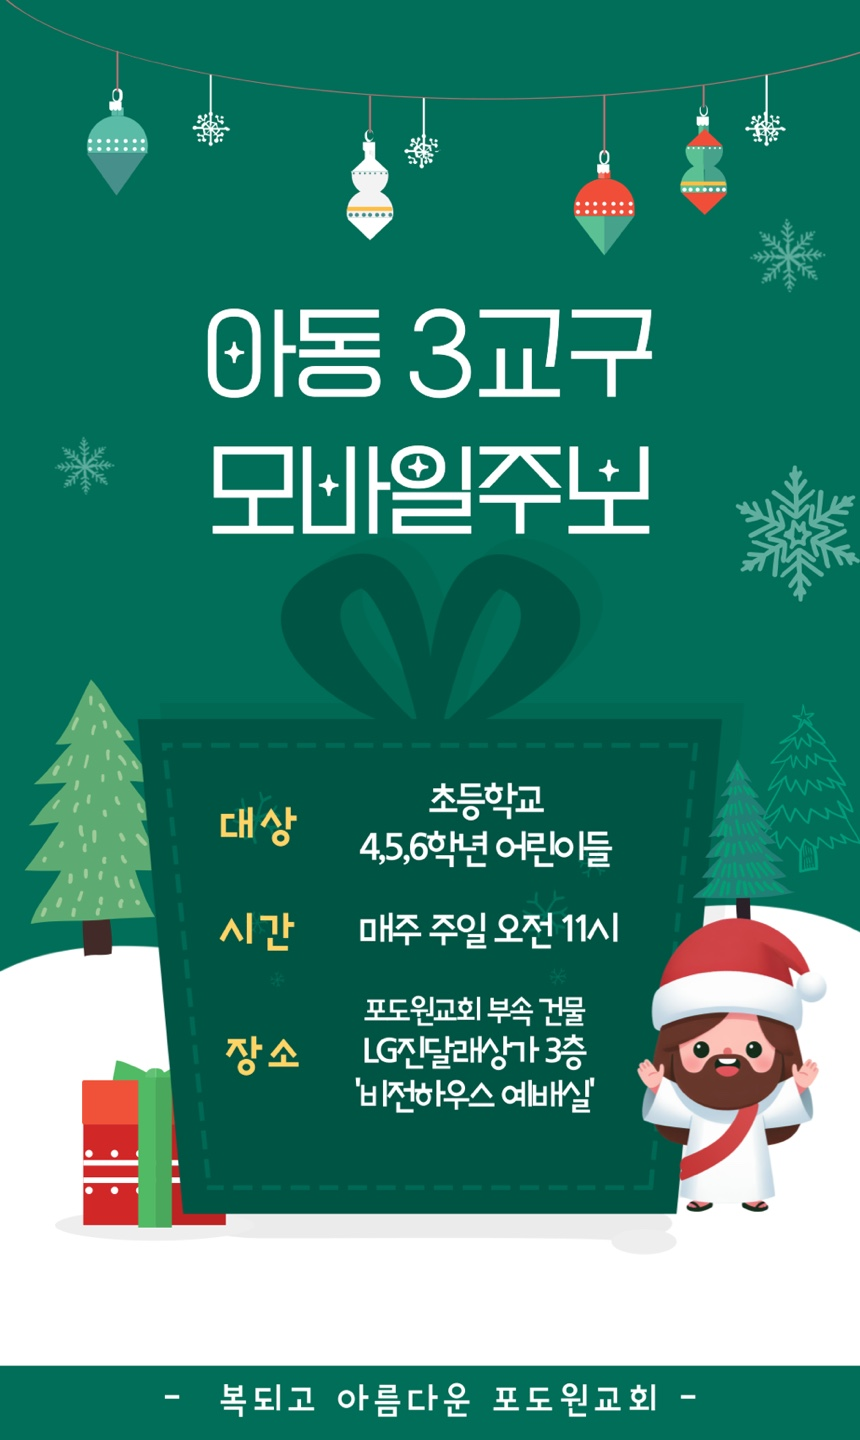 아동 3교구
모바일주보
대상
초등학교
4,5,6학년 어린이들
시간
매주 주일 오전 11시
장소
포도원교회 부속 건물
LG진달래상가 3층
'비전하우스 예배실'
- 복되고 아름다운 포도원교회 -